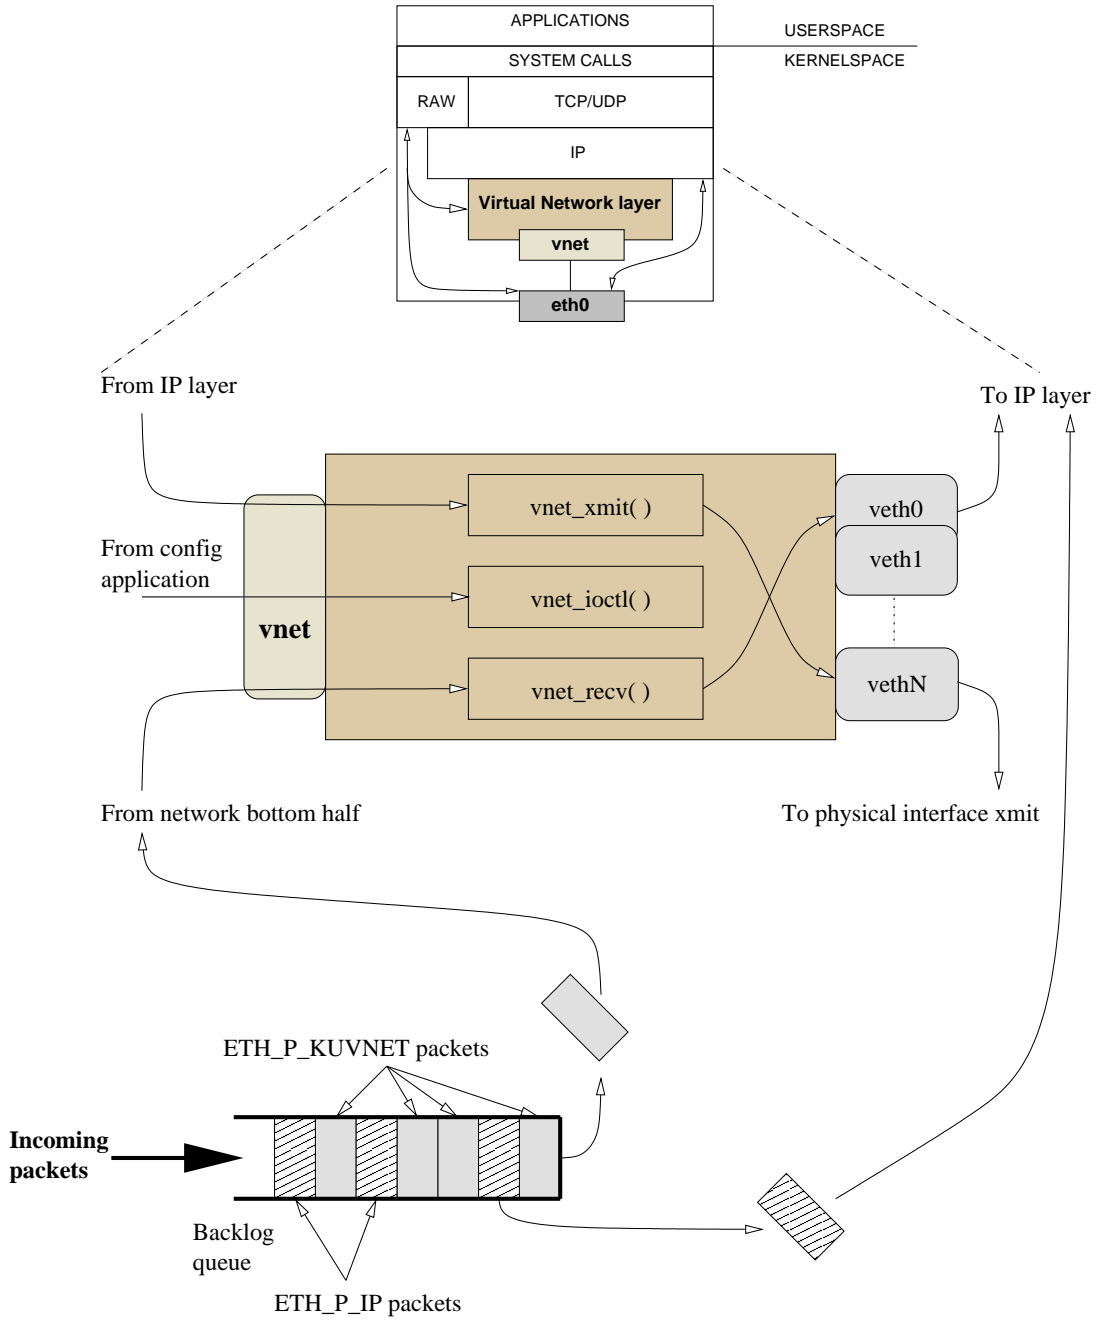 APPLICATIONS
USERSPACE
SYSTEM CALLS
KERNELSPACE
RAW
TCP/UDP
IP
Virtual Network layer
vnet
eth0
From IP layer
To IP layer
vnet_xmit( )
veth0
From config
application
veth1
vnet_ioctl( )
vnet
vnet_recv( )
vethN
From network bottom half
To physical interface xmit
ETH_P_KUVNET packets
Incoming
packets
Backlog
queue
ETH_P_IP packets